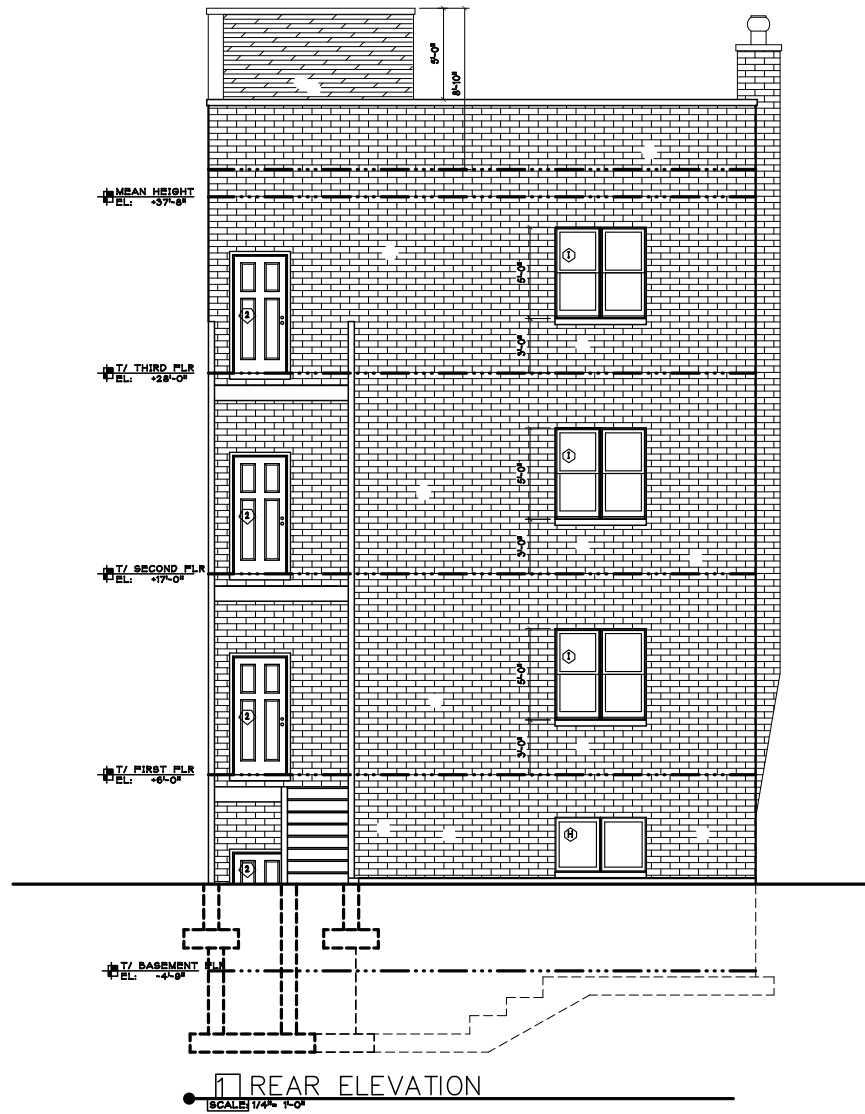 5'-0"
8'-10"
MEAN HEIGHT
EL: +37'-8"
1
5'-0"
2
3'-0"
T/ THIRD FLR
EL: +28'-0"
1
5'-0"
2
3'-0"
T/ SECOND FLR
EL: +17'-0"
1
5'-0"
2
3'-0"
T/ FIRST FLR
EL: +6'-0"
H
2
T/ BASEMENT FLR
EL: -4'-9"
1 REAR ELEVATION
SCALE: 1/4"= 1'-0"